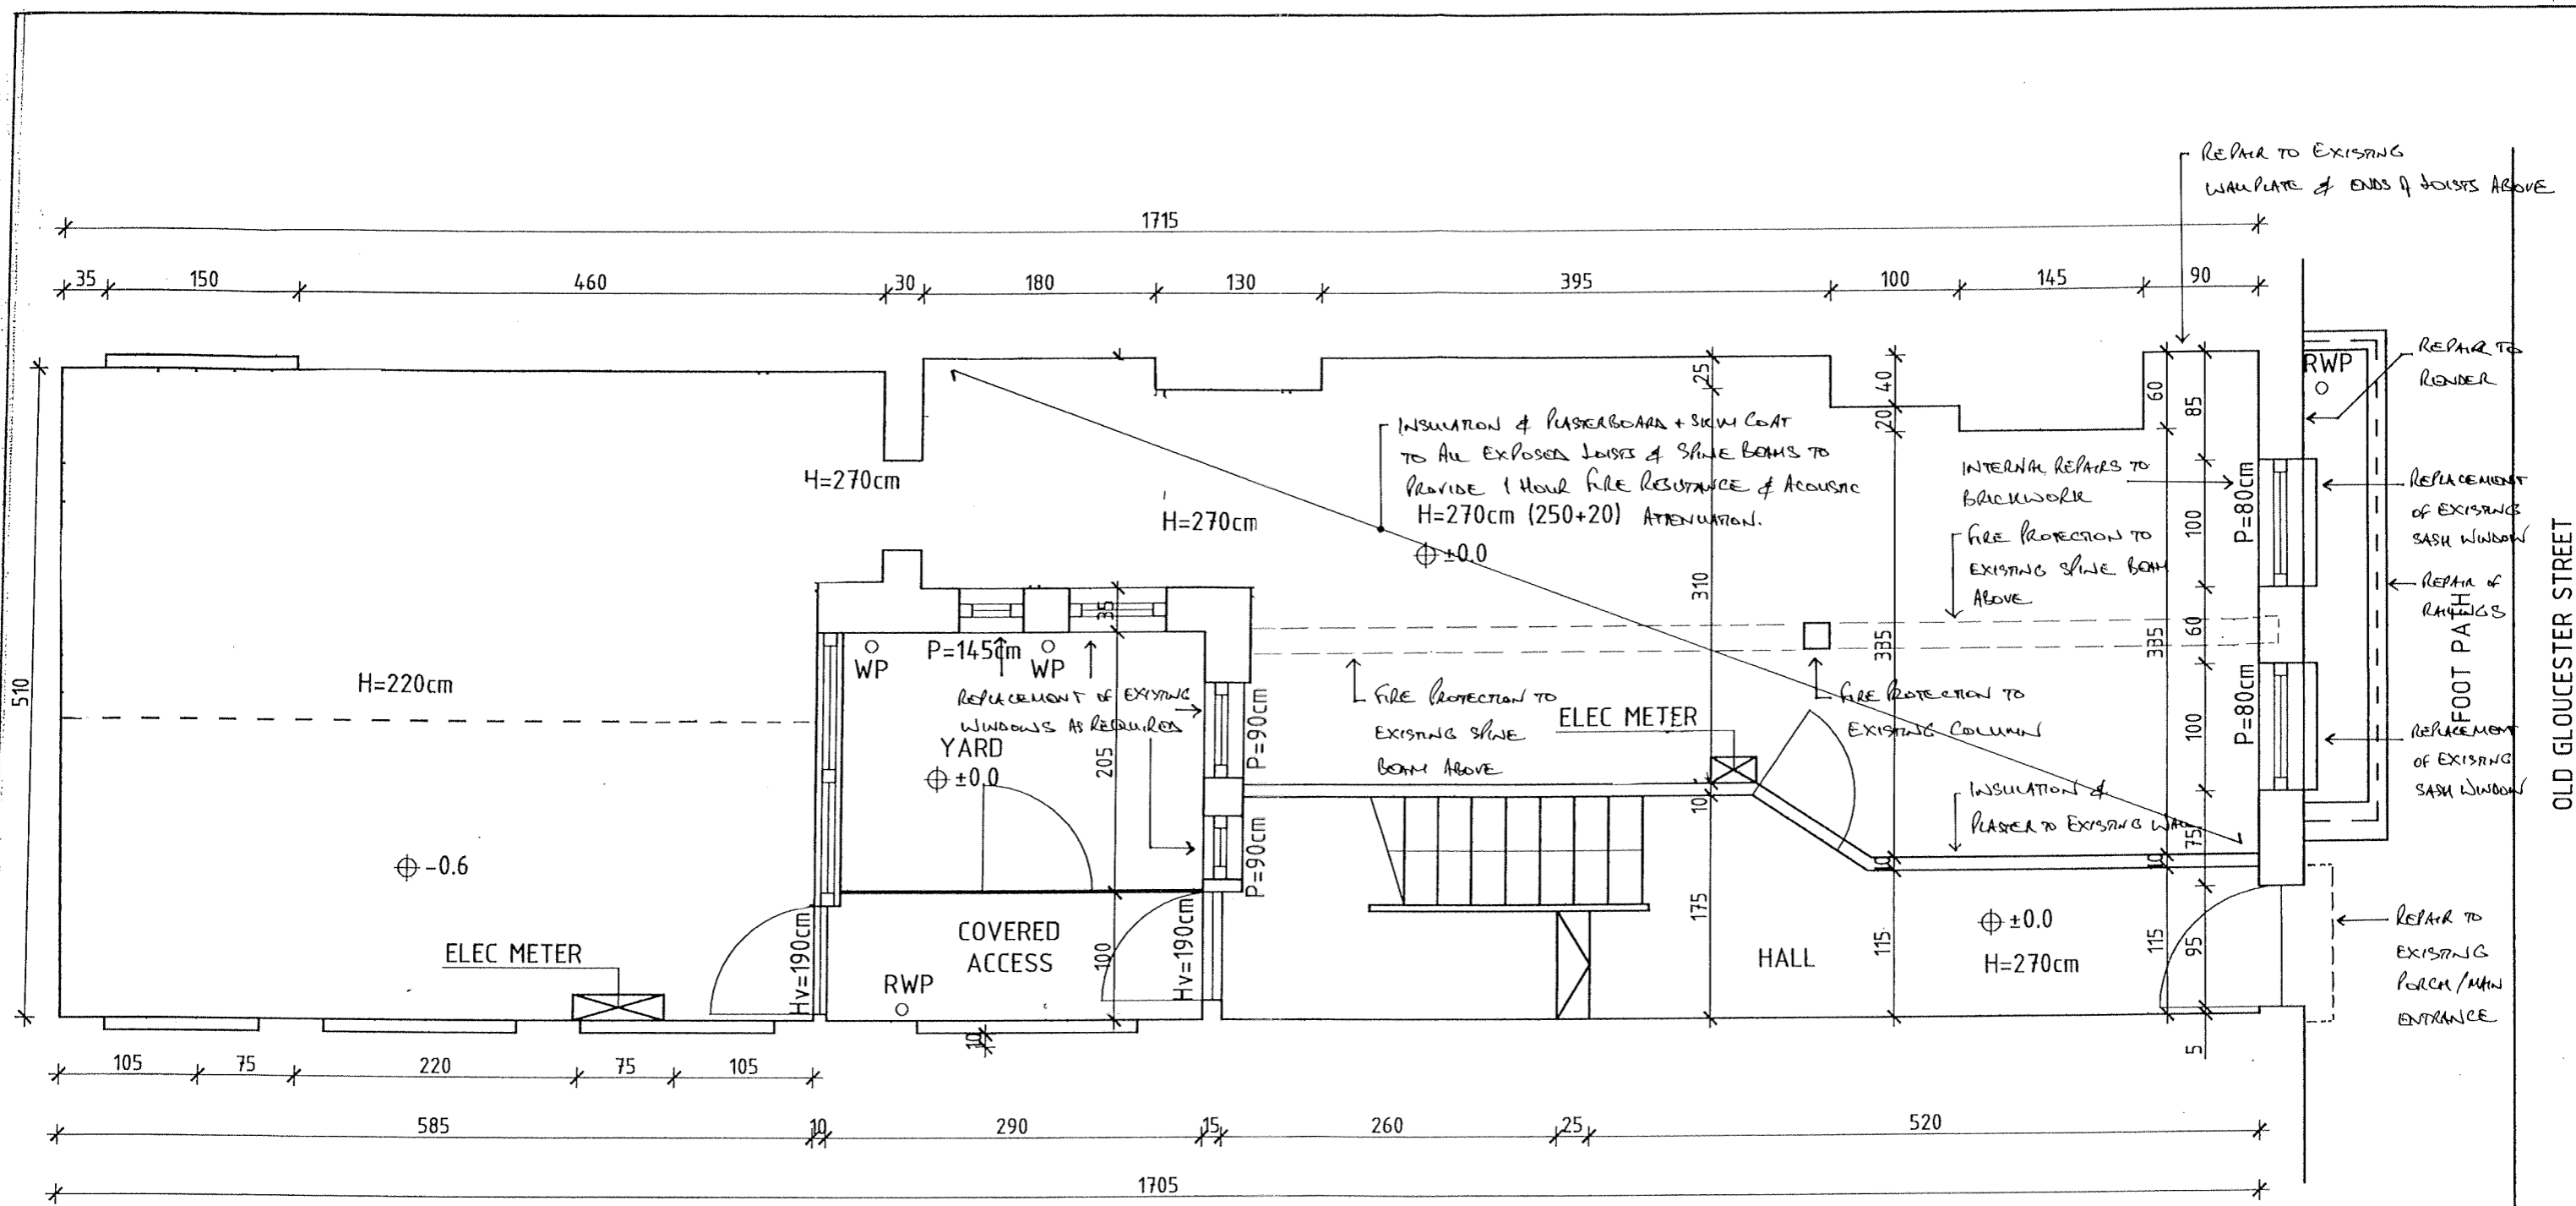 REPAIR TO EXISTING
WALL PLATE & ENDS OF JOISTS ABOVE
1715
35 150 460 30 180 130 395 100 145 90
RWP
REPAIR TO
RENDER
25
40
20
60
85
INSULATION & PLASTERBOARD + SKIM COAT
TO ALL EXPOSED JOISTS & SPINE BEAMS TO
PROVIDE 1 HOUR FIRE RESISTANCE & ACOUSTIC
H=270cm (250+20) ATTENUATION.
±0.0
H=270cm
H=270cm
INTERNAL REPAIRS TO
BRICKWORK
P=80cm
100
REPLACEMENT
OF EXISTING
SASH WINDOW
FIRE PROTECTION TO
EXISTING SPINE BEAM
ABOVE
REPAIR OF
RAILINGS
FOOT PATH
OLD GLOUCESTER STREET
510
H=220cm
35
310
335
335
60
WP
P=145cm
WP
REPLACEMENT OF EXISTING
WINDOWS AS REQUIRED
YARD
±0.0
205
P=90cm
FIRE PROTECTION TO
EXISTING SPINE
BEAM ABOVE
ELEC METER
FIRE PROTECTION TO
EXISTING COLUMN
P=80cm
100
REPLACEMENT
OF EXISTING
SASH WINDOW
INSULATION &
PLASTER TO EXISTING WALL
75
10
10
10
-0.6
P=90cm
ELEC METER
Hv=190cm
COVERED
ACCESS
100
Hv=190cm
RWP
175
HALL
115
±0.0
H=270cm
115
95
REPAIR TO
EXISTING
PORCH/MAIN
ENTRANCE
10
5
105 75 220 75 105
585 10 290 15 260 25 520
1705